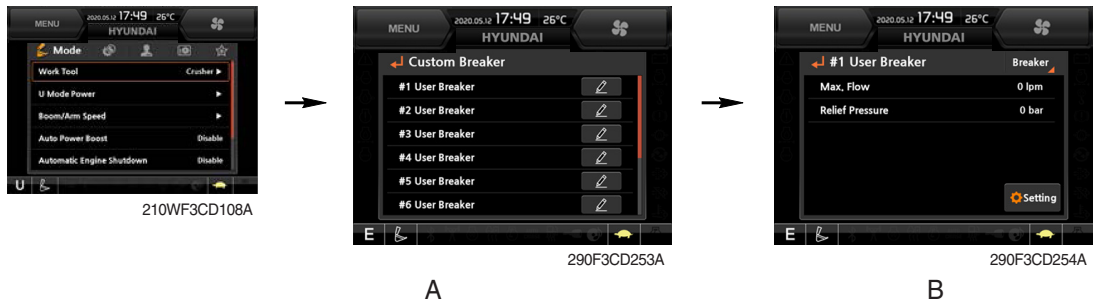 MENU 2020.05.12 17:49 26°C
HYUNDAI
Mode
Work Tool Crusher ▶
U Mode Power ▶
Boom/Arm Speed ▶
Auto Power Boost Disable
Automatic Engine Shutdown Disable
U
210WF3CD108A
MENU 2020.05.12 17:49 26°C
HYUNDAI
Custom Breaker
#1 User Breaker
#2 User Breaker
#3 User Breaker
#4 User Breaker
#5 User Breaker
#6 User Breaker
E
290F3CD253A
A
MENU 2020.05.12 17:49 26°C
HYUNDAI
#1 User Breaker Breaker
Max, Flow 0 lpm
Relief Pressure 0 bar
Setting
E
290F3CD254A
B